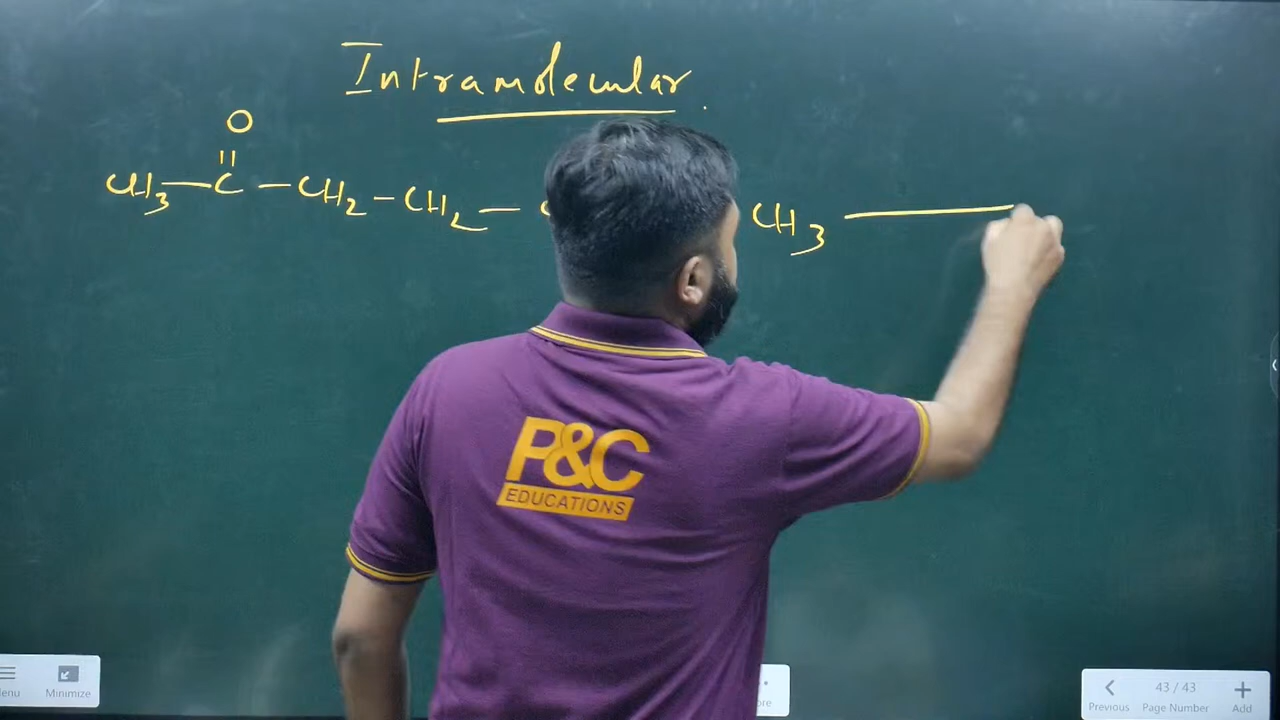 Intramolecular
O
||
CH3—C—CH2—CH2—C CH3 —
P&C
EDUCATIONS
Minimize
Previous
43 / 43
Page Number
Add